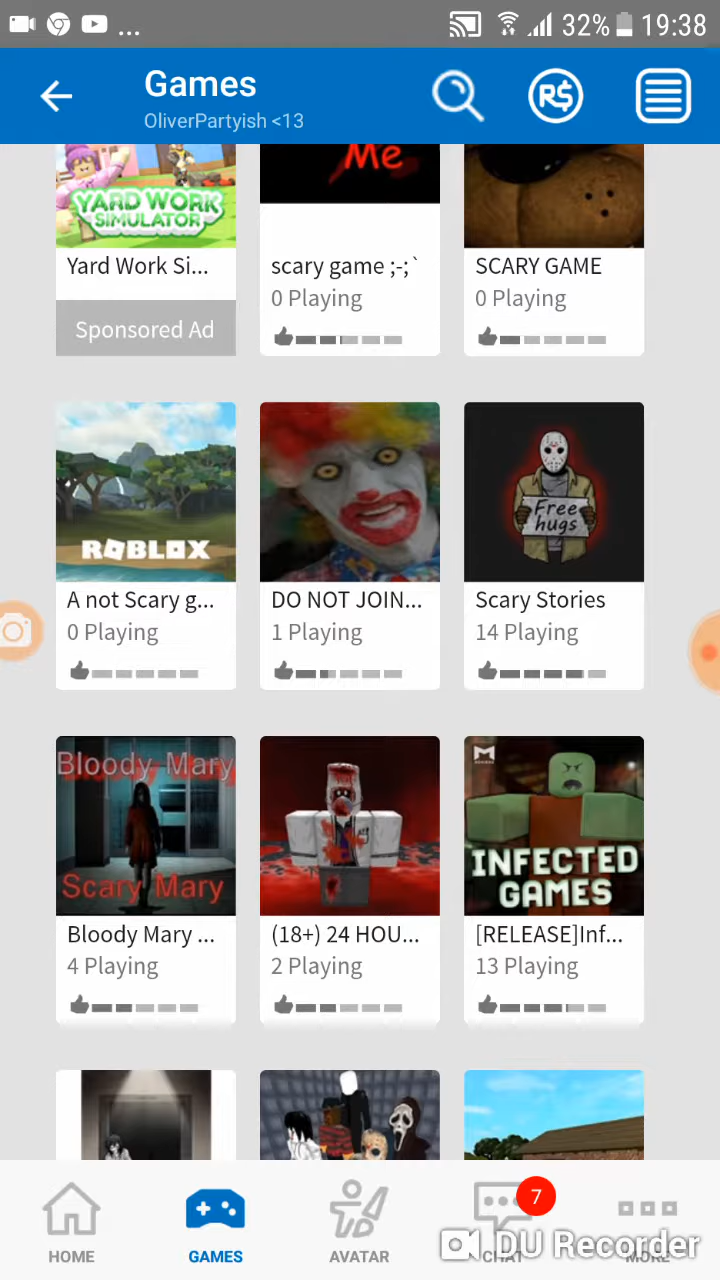 ... 32% 19:38
Games
OliverPartyish <13
R$
YARD WORK
SIMULATOR
Me
Yard Work Si...
scary game ;-;`
SCARY GAME
0 Playing
0 Playing
Sponsored Ad
ROBLOX
Free
hugs
A not Scary g...
DO NOT JOIN...
Scary Stories
0 Playing
1 Playing
14 Playing
Bloody Mary
Scary Mary
INFECTED
GAMES
Bloody Mary ...
(18+) 24 HOU...
[RELEASE]Inf...
4 Playing
2 Playing
13 Playing
7
HOME
GAMES
AVATAR
CHAT
MORE
DU Recorder